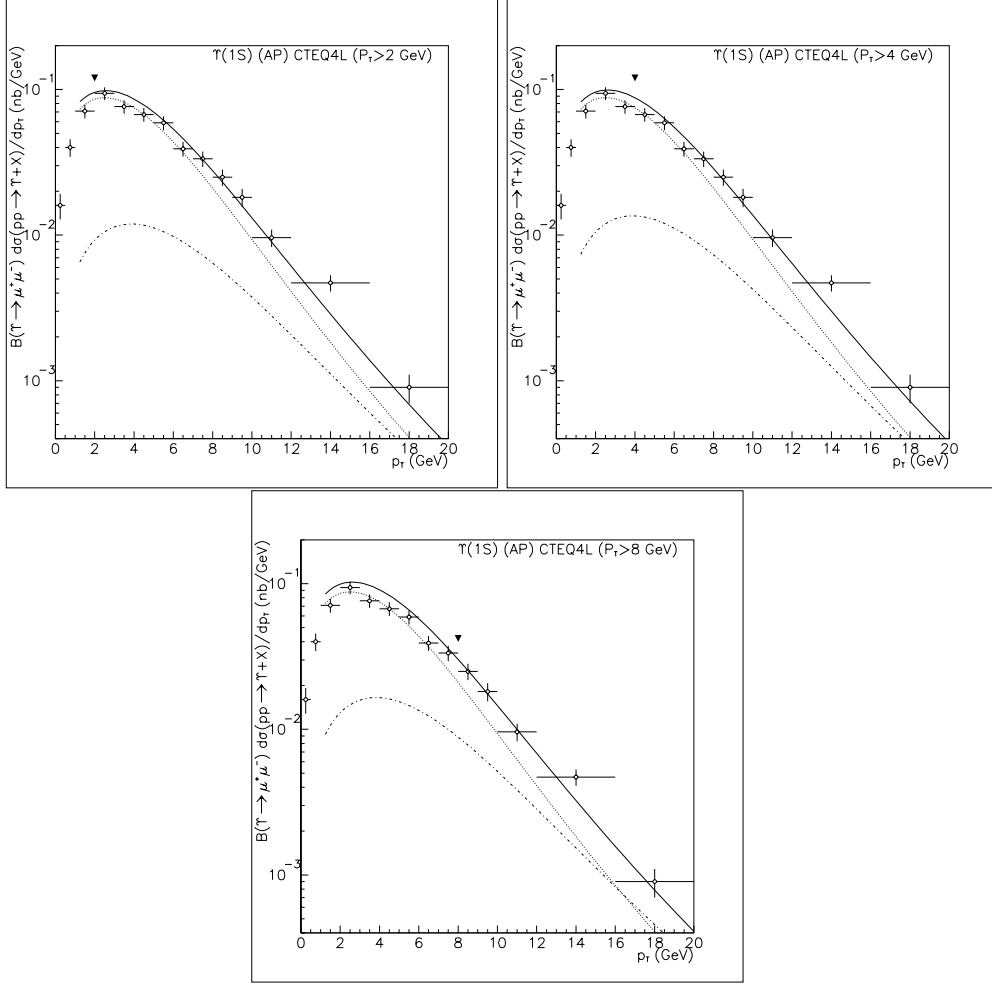 ϒ(1S) (AP) CTEQ4L (P_T>2 GeV)
B(ϒ→μ⁺μ⁻) dσ(pp→ϒ+X)/dp_T (nb/GeV)
10⁻¹
10⁻²
10⁻³
0 2 4 6 8 10 12 14 16 18 20
p_T (GeV)
ϒ(1S) (AP) CTEQ4L (P_T>4 GeV)
B(ϒ→μ⁺μ⁻) dσ(pp→ϒ+X)/dp_T (nb/GeV)
10⁻¹
10⁻²
10⁻³
0 2 4 6 8 10 12 14 16 18 20
p_T (GeV)
ϒ(1S) (AP) CTEQ4L (P_T>8 GeV)
B(ϒ→μ⁺μ⁻) dσ(pp→ϒ+X)/dp_T (nb/GeV)
10⁻¹
10⁻²
10⁻³
0 2 4 6 8 10 12 14 16 18 20
p_T (GeV)